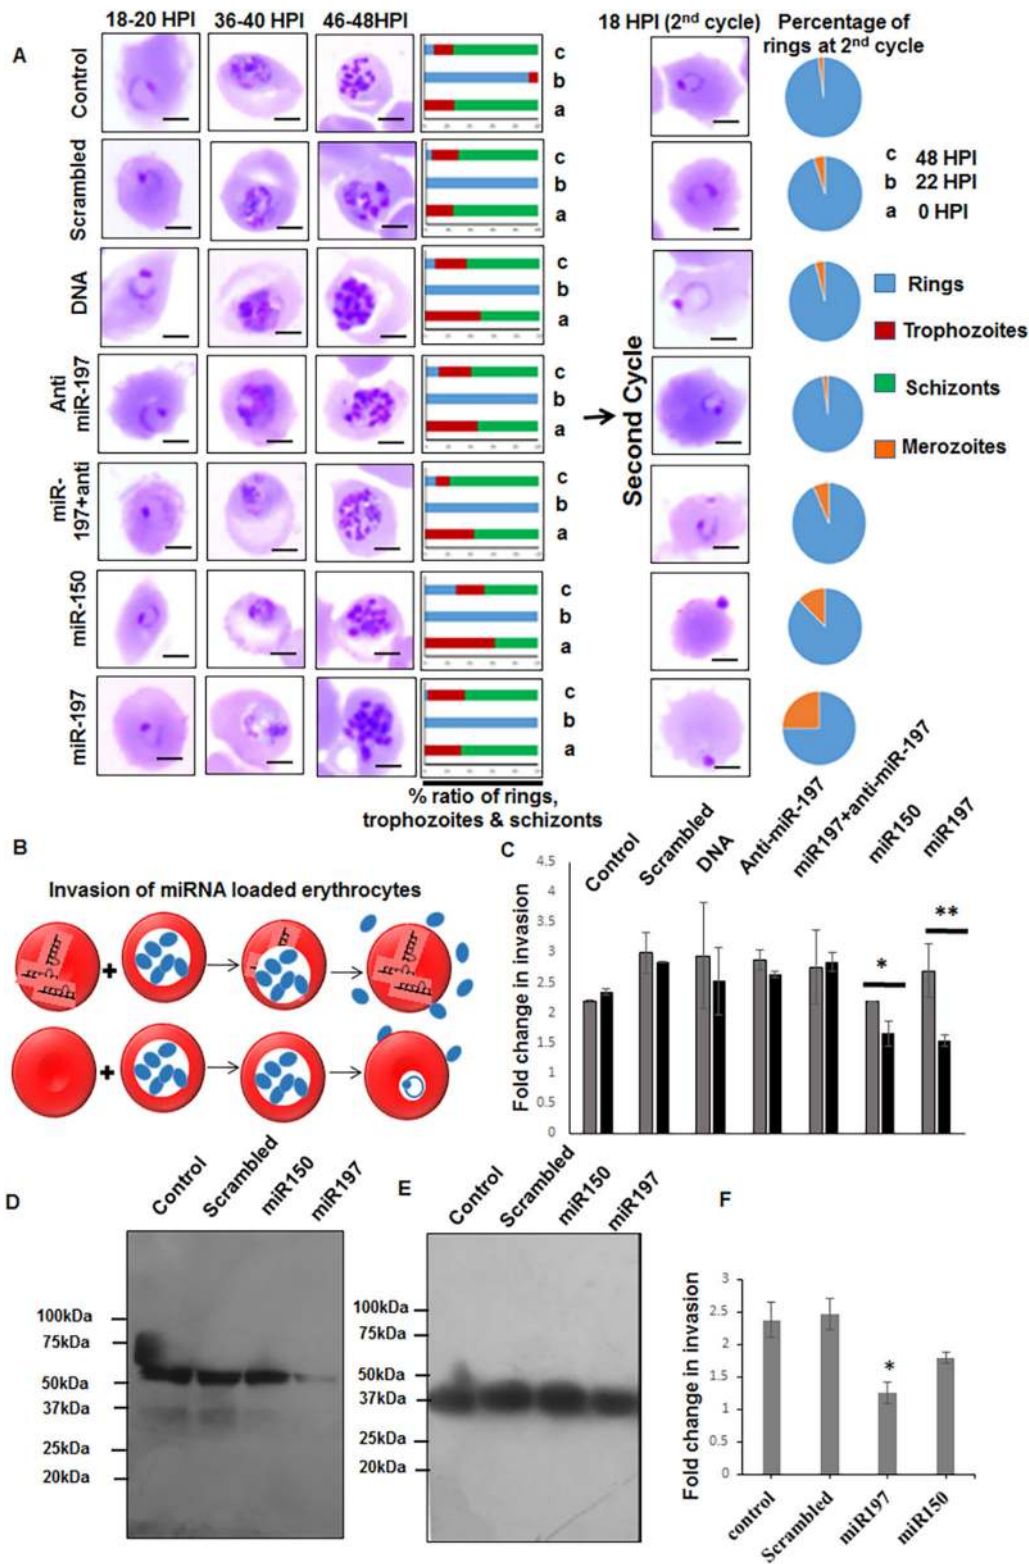 18-20 HPI 36-40 HPI 46-48HPI 18 HPI (2nd cycle) Percentage of
rings at 2nd cycle
A
Control
c
b
a
Scrambled
c
b
a
c 48 HPI
b 22 HPI
a 0 HPI
DNA
c
b
a
Rings
Trophozoites
Schizonts
Merozoites
Anti
miR-197
c
b
a
Second Cycle
miR-
197+anti
c
b
a
miR-150
c
b
a
miR-197
c
b
a
% ratio of rings,
trophozoites & schizonts
B
Invasion of miRNA loaded erythrocytes
+
+
C
Control
Scrambled
DNA
Anti-miR-197
miR197+anti-miR-197
miR150
miR197
Fold change in invasion
4.5
4
3.5
3
2.5
2
1.5
1
0.5
0
*
**
D
Control
Scrambled
miR150
miR197
100kDa
75kDa
50kDa
37kDa
25kDa
20kDa
E
Control
Scrambled
miR150
miR197
100kDa
75kDa
50kDa
37kDa
25kDa
20kDa
F
Fold change in invasion
3
2.5
2
1.5
1
0.5
0
*
control
Scrambled
miR197
miR150